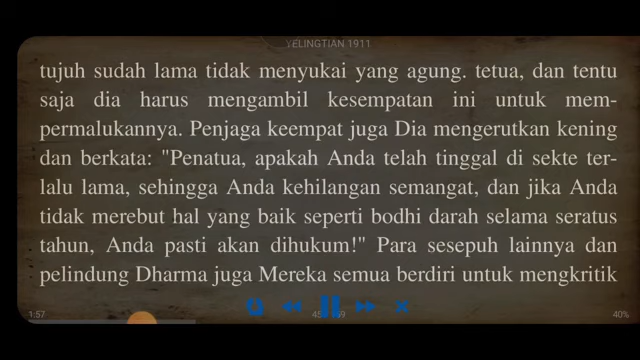 YELINGTIAN 1911
tujuh sudah lama tidak menyukai yang agung. tetua, dan tentu
saja dia harus mengambil kesempatan ini untuk mem-
permalukannya. Penjaga keempat juga Dia mengerutkan kening
dan berkata: "Penatua, apakah Anda telah tinggal di sekte ter-
lalu lama, sehingga Anda kehilangan semangat, dan jika Anda
tidak merebut hal yang baik seperti bodhi darah selama seratus
tahun, Anda pasti akan dihukum!" Para sesepuh lainnya dan
pelindung Dharma juga Mereka semua berdiri untuk mengkritik
1:57
40%